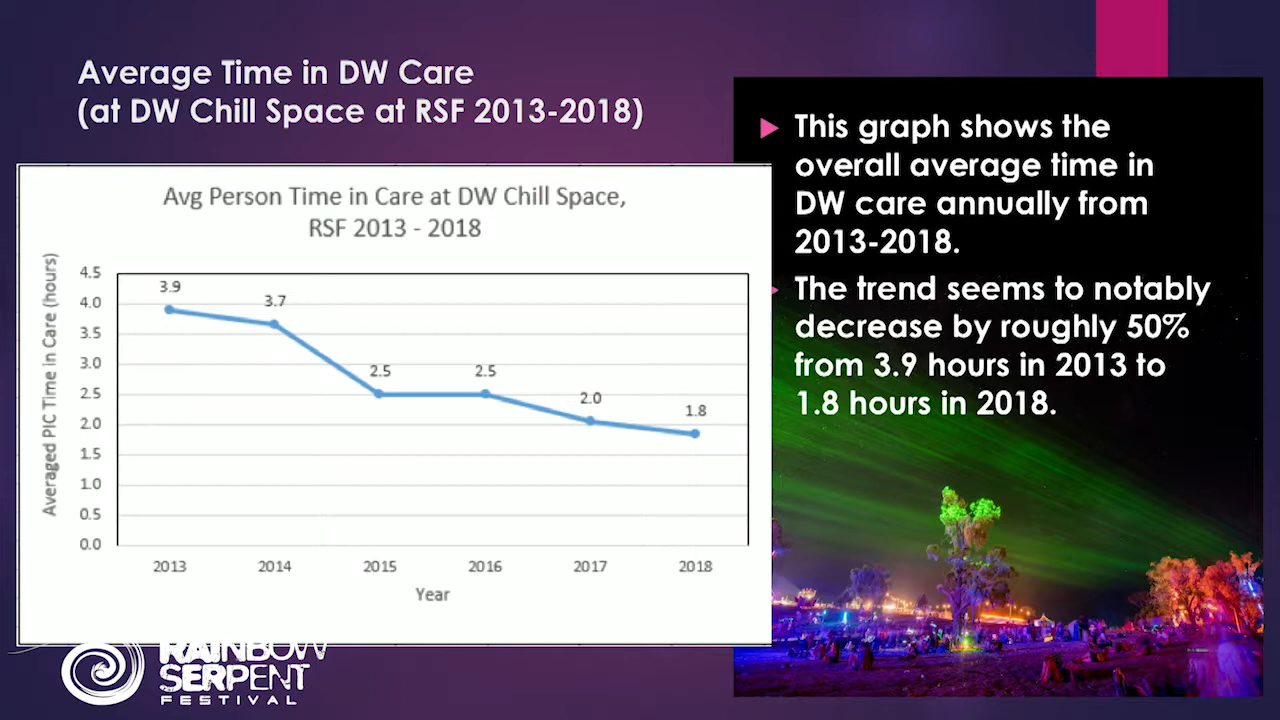 Average Time in DW Care
(at DW Chill Space at RSF 2013-2018)
Avg Person Time in Care at DW Chill Space,
RSF 2013 - 2018
Averaged PIC Time in Care (hours)
4.5
4.0
3.5
3.0
2.5
2.0
1.5
1.0
0.5
0.0
3.9
3.7
2.5
2.5
2.0
1.8
2013 2014 2015 2016 2017 2018
Year
This graph shows the
overall average time in
DW care annually from
2013-2018.
The trend seems to notably
decrease by roughly 50%
from 3.9 hours in 2013 to
1.8 hours in 2018.
RAINBOW
SERPENT
FESTIVAL